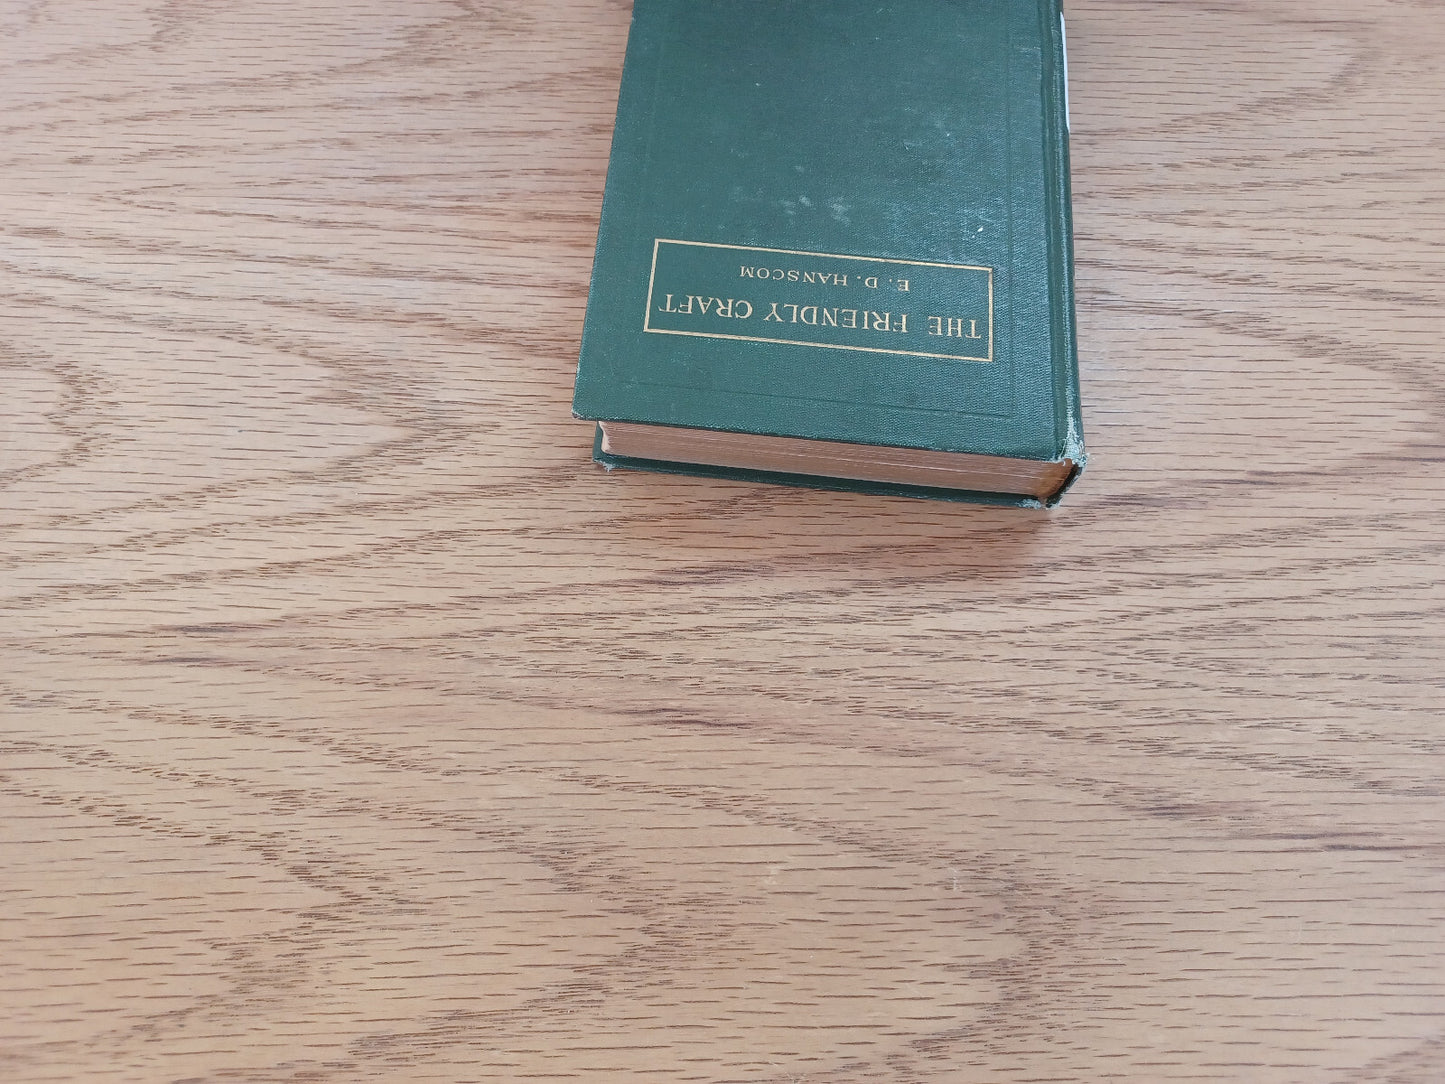 THE FRIENDLY CRAFT
E. D. HANSCOM